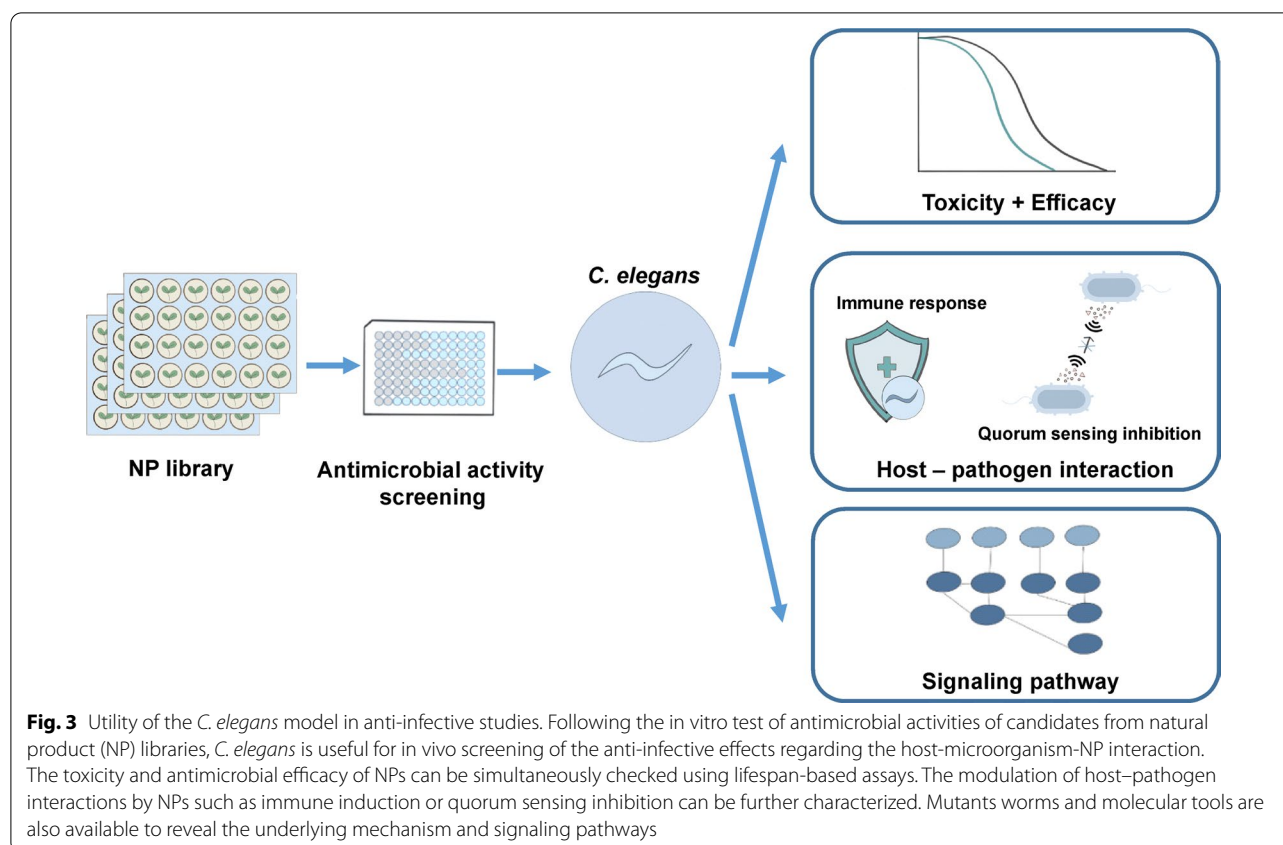 Toxicity + Efficacy
C. elegans
Immune response
Quorum sensing inhibition
Host – pathogen interaction
NP library
Antimicrobial activity
screening
Signaling pathway
Fig. 3 Utility of the C. elegans model in anti-infective studies. Following the in vitro test of antimicrobial activities of candidates from natural
product (NP) libraries, C. elegans is useful for in vivo screening of the anti-infective effects regarding the host-microorganism-NP interaction.
The toxicity and antimicrobial efficacy of NPs can be simultaneously checked using lifespan-based assays. The modulation of host–pathogen
interactions by NPs such as immune induction or quorum sensing inhibition can be further characterized. Mutants worms and molecular tools are
also available to reveal the underlying mechanism and signaling pathways